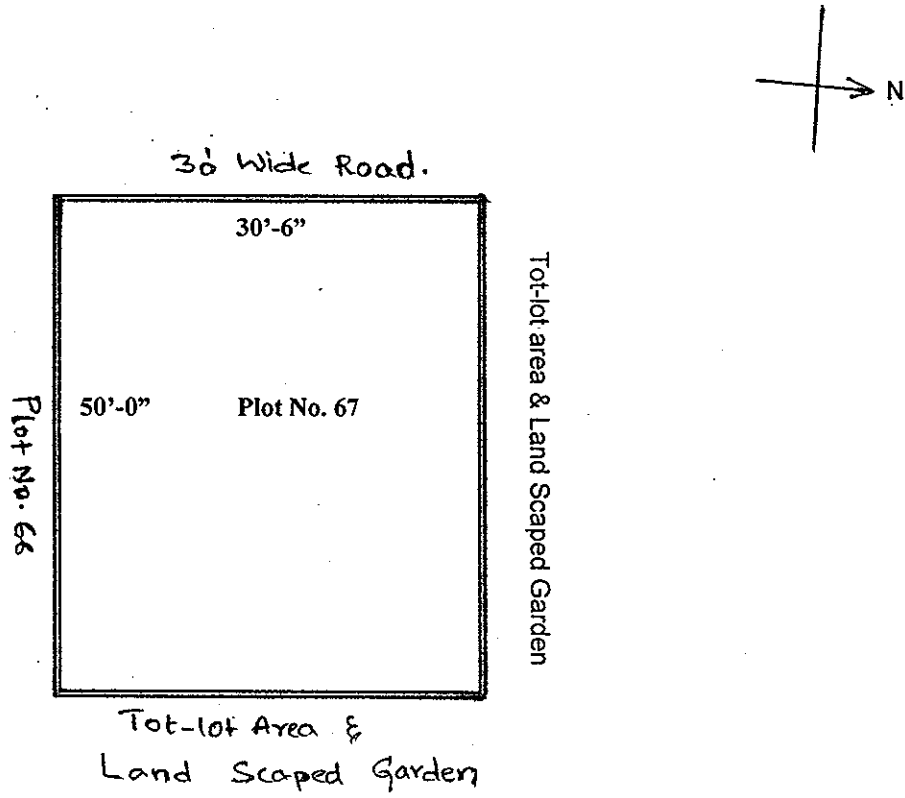 N
30' Wide Road.
30’-6”
Tot-lot area & Land Scaped Garden
50’-0”
Plot No. 67
Plot No. 66
Tot-lot Area &
Land Scaped Garden